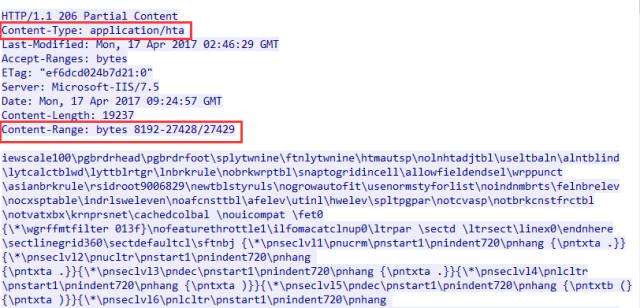 HTTP/1.1 206 Partial Content
Content-Type: application/hta
Last-Modified: Mon, 17 Apr 2017 02:46:29 GMT
Accept-Ranges: bytes
ETag: "ef6dcd024b7d21:0"
Server: Microsoft-IIS/7.5
Date: Mon, 17 Apr 2017 09:24:57 GMT
Content-Length: 19237
Content-Range: bytes 8192-27428/27429
iewscale100\pgbrdrhead\pgbrdrfoot\splytwnine\ftnlytwnine\htmautsp\nolnhtadjtbl\useltbaln\alntblind
\lytcalctblwd\lyttblrtgr\lnbrkrule\nobrkwrptbl\snaptogridincell\allowfieldendsel\wrppunct
\asianbrkrule\rsidroot9006829\newtblstyruls\nogrowautofit\usenormstyforlist\noindnmbrts\felnbrelev
\nocxsptable\indrlsweleven\noafcnsttbl\afelev\utinl\hwelev\spltpgpar\notcvasp\notbrkcnstfrctbl
\notvatxbx\krnprsnet\cachedcolbal \nouicompat \fet0
{\*\wgrffmtfilter 013f}\nofeaturethrottle1\ilfomacatclnup0\ltrpar \sectd \ltrsect\linex0\endnhere
\sectlinegrid360\sectdefaultcl\sftnbj {\*\pnseclvl1\pnucrm\pnstart1\pnindent720\pnhang {\pntxta .}}
{\*\pnseclvl2\pnucltr\pnstart1\pnindent720\pnhang
{\pntxta .}}{\*\pnseclvl3\pndec\pnstart1\pnindent720\pnhang {\pntxta .}}{\*\pnseclvl4\pnlcltr
\pnstart1\pnindent720\pnhang {\pntxta )}}{\*\pnseclvl5\pndec\pnstart1\pnindent720\pnhang {\pntxtb (}
{\pntxta )}}{\*\pnseclvl6\pnlcltr\pnstart1\pnindent720\pnhang